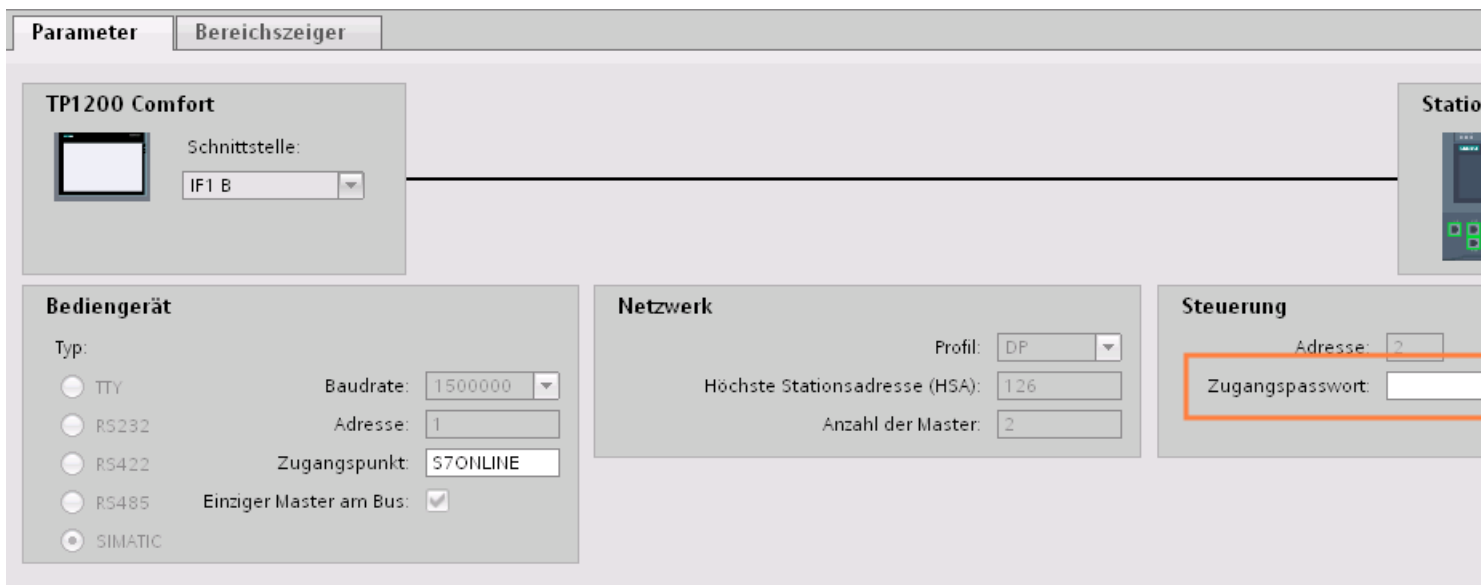 Parameter
Bereichszeiger
TP1200 Comfort
Schnittstelle:
IF1 B
Statio
Bediengerät
Typ:
TTY
RS232
RS422
RS485
SIMATIC
Baudrate: 1500000
Adresse: 1
Zugangspunkt: S7ONLINE
Einziger Master am Bus:
Netzwerk
Profil: DP
Höchste Stationsadresse (HSA): 126
Anzahl der Master: 2
Steuerung
Adresse: 2
Zugangspasswort: